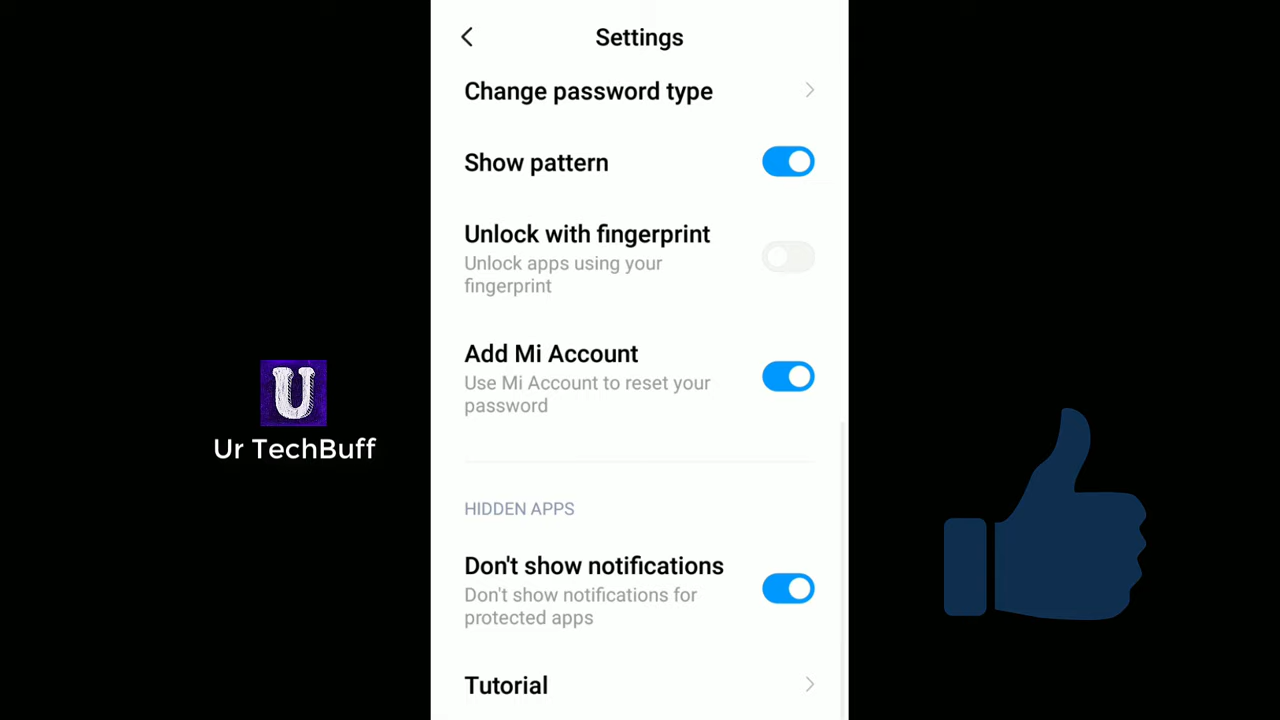 Settings
Change password type
Show pattern
Unlock with fingerprint
Unlock apps using your
fingerprint
Add Mi Account
Use Mi Account to reset your
password
U
Ur TechBuff
HIDDEN APPS
Don't show notifications
Don't show notifications for
protected apps
Tutorial